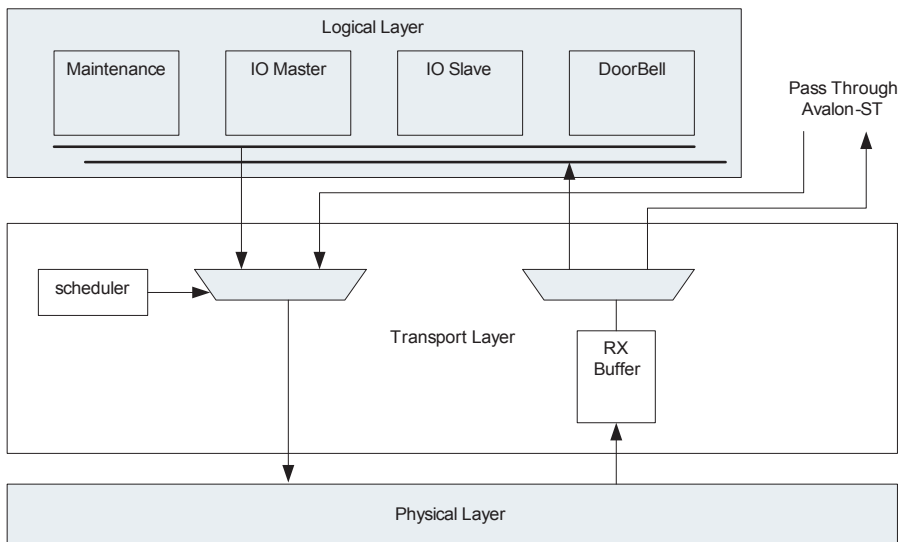 Logical Layer
Maintenance
IO Master
IO Slave
DoorBell
Pass Through
Avalon-ST
scheduler
Transport Layer
RX
Buffer
Physical Layer